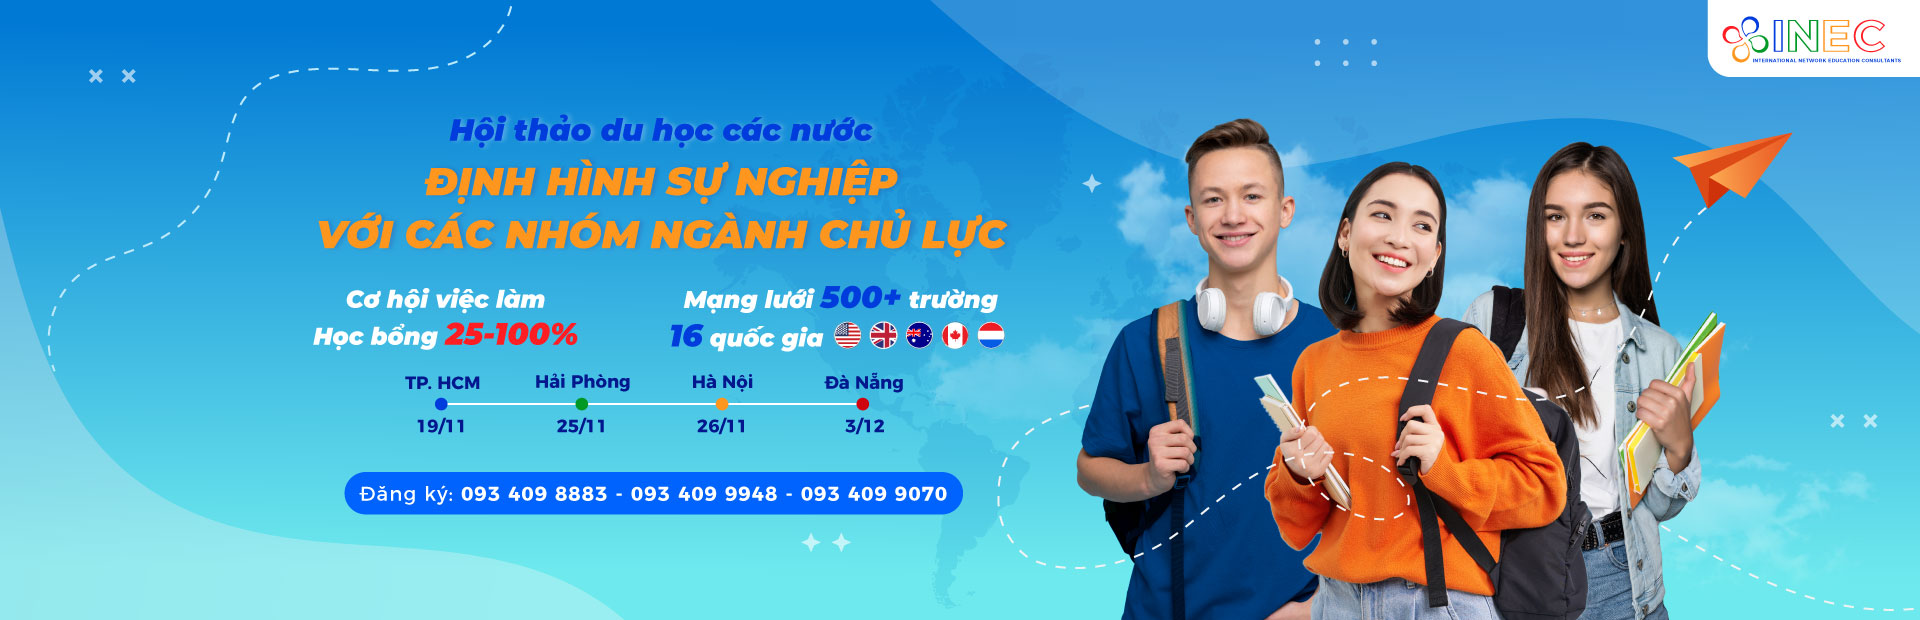 INEC
INTERNATIONAL NETWORK EDUCATION CONSULTANTS
Hội thảo du học các nước
ĐỊNH HÌNH SỰ NGHIỆP
VỚI CÁC NHÓM NGÀNH CHỦ LỰC
Cơ hội việc làm
Học bổng 25-100%
Mạng lưới 500+ trường
16 quốc gia
TP. HCM Hải Phòng Hà Nội Đà Nẵng
19/11 25/11 26/11 3/12
Đăng ký: 093 409 8883 - 093 409 9948 - 093 409 9070